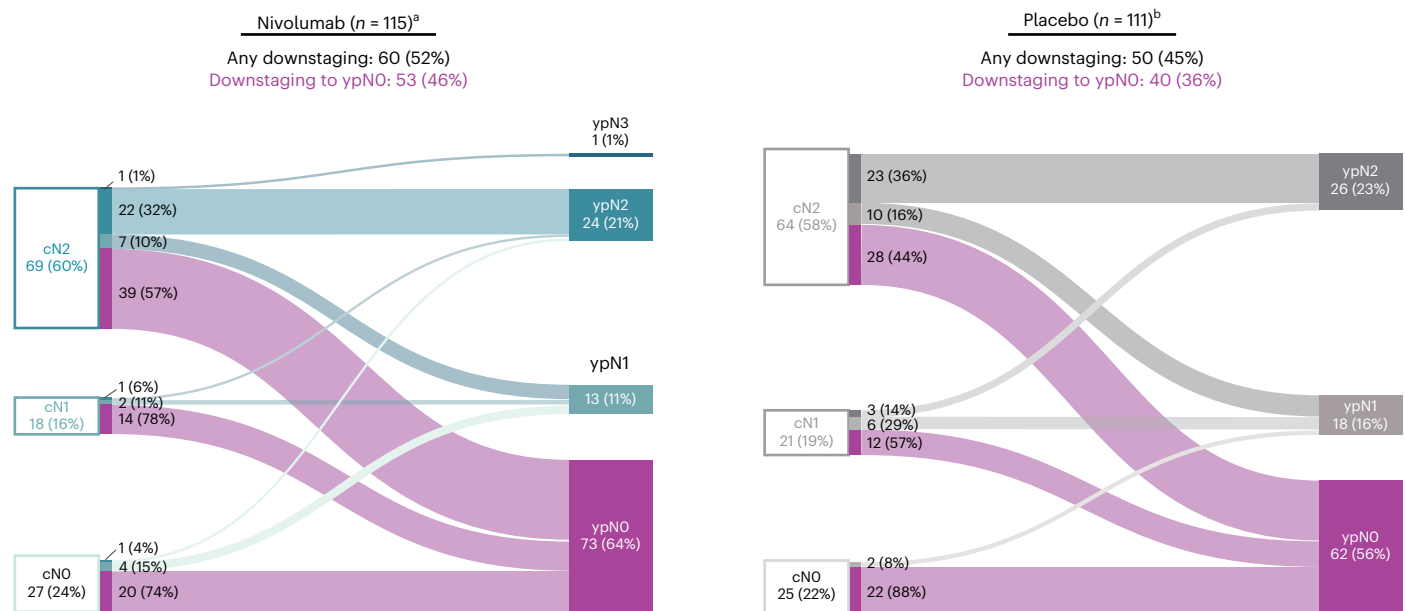 Nivolumab (n = 115)a
Any downstaging: 60 (52%)
Downstaging to ypN0: 53 (46%)
ypN3
1 (1%)
1 (1%)
22 (32%)
ypN2
24 (21%)
7 (10%)
cN2
69 (60%)
39 (57%)
ypN1
13 (11%)
1 (6%)
2 (11%)
14 (78%)
cN1
18 (16%)
ypN0
73 (64%)
1 (4%)
4 (15%)
20 (74%)
cN0
27 (24%)
Placebo (n = 111)b
Any downstaging: 50 (45%)
Downstaging to ypN0: 40 (36%)
23 (36%)
ypN2
26 (23%)
cN2
64 (58%)
10 (16%)
28 (44%)
3 (14%)
6 (29%)
12 (57%)
cN1
21 (19%)
ypN1
18 (16%)
ypN0
62 (56%)
2 (8%)
22 (88%)
cN0
25 (22%)